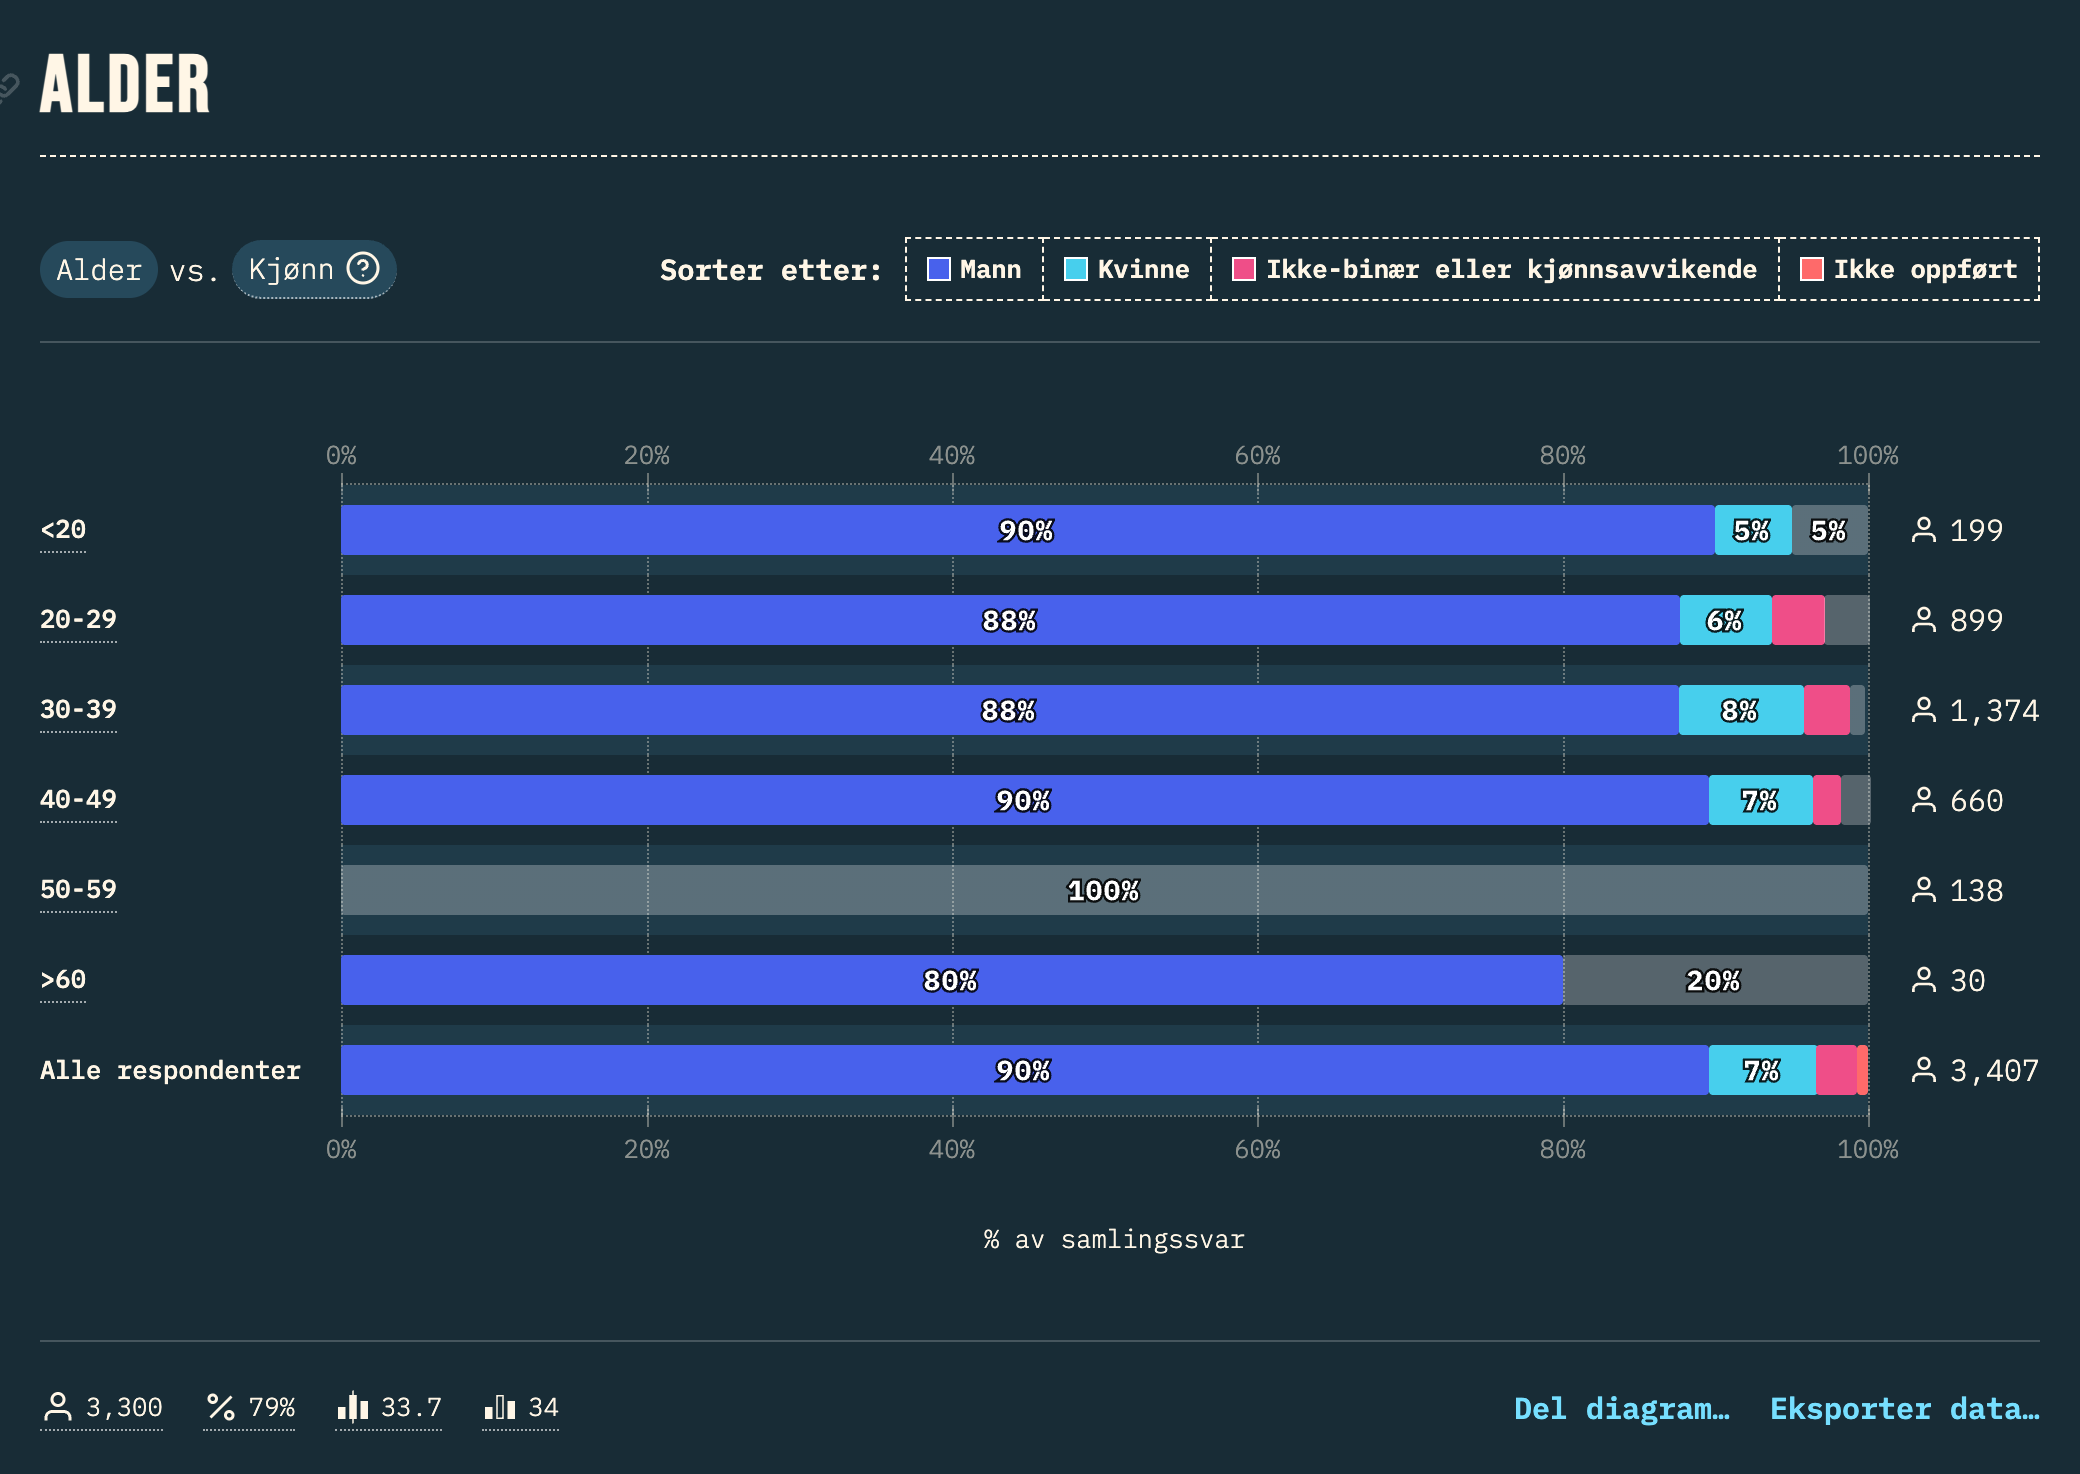 ALDER
Alder vs. Kjønn
Sorter etter: Mann Kvinne Ikke-binær eller kjønnsavvikende Ikke oppført
0% 20% 40% 60% 80% 100%
<20 90% 5% 5% 199
20-29 88% 6% 899
30-39 88% 8% 1,374
40-49 90% 7% 660
50-59 100% 138
>60 80% 20% 30
Alle respondenter 90% 7% 3,407
0% 20% 40% 60% 80% 100%
% av samlingssvar
3,300 79% 33.7 34 Del diagram… Eksporter data…